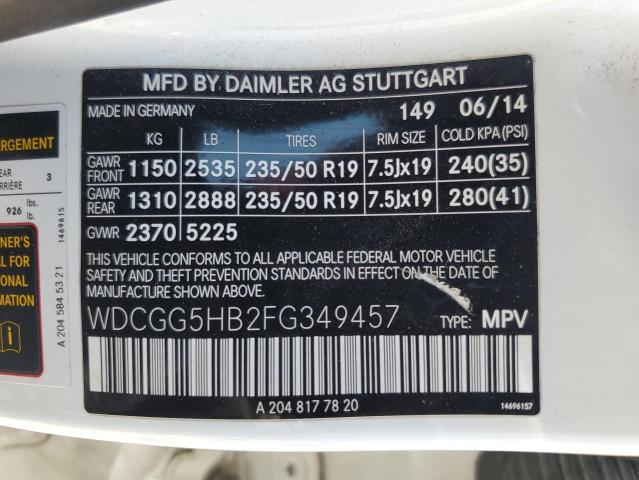 MFD BY DAIMLER AG STUTTGART
MADE IN GERMANY 149 06/14
KG LB TIRES RIM SIZE COLD KPA(PSI)
GAWR FRONT 1150 2535 235/50 R19 7.5Jx19 240(35)
GAWR REAR 1310 2888 235/50 R19 7.5Jx19 280(41)
GVWR 2370 5225
THIS VEHICLE CONFORMS TO ALL APPLICABLE FEDERAL MOTOR VEHICLE
SAFETY AND THEFT PREVENTION STANDARDS IN EFFECT ON THE DATE OF
MANUFACTURE SHOWN ABOVE.
WDCGG5HB2FG349457 TYPE: MPV
A 204 817 78 20
14696157
3
926 lbs.
lb.
1469615
A 204 584 53 21
i